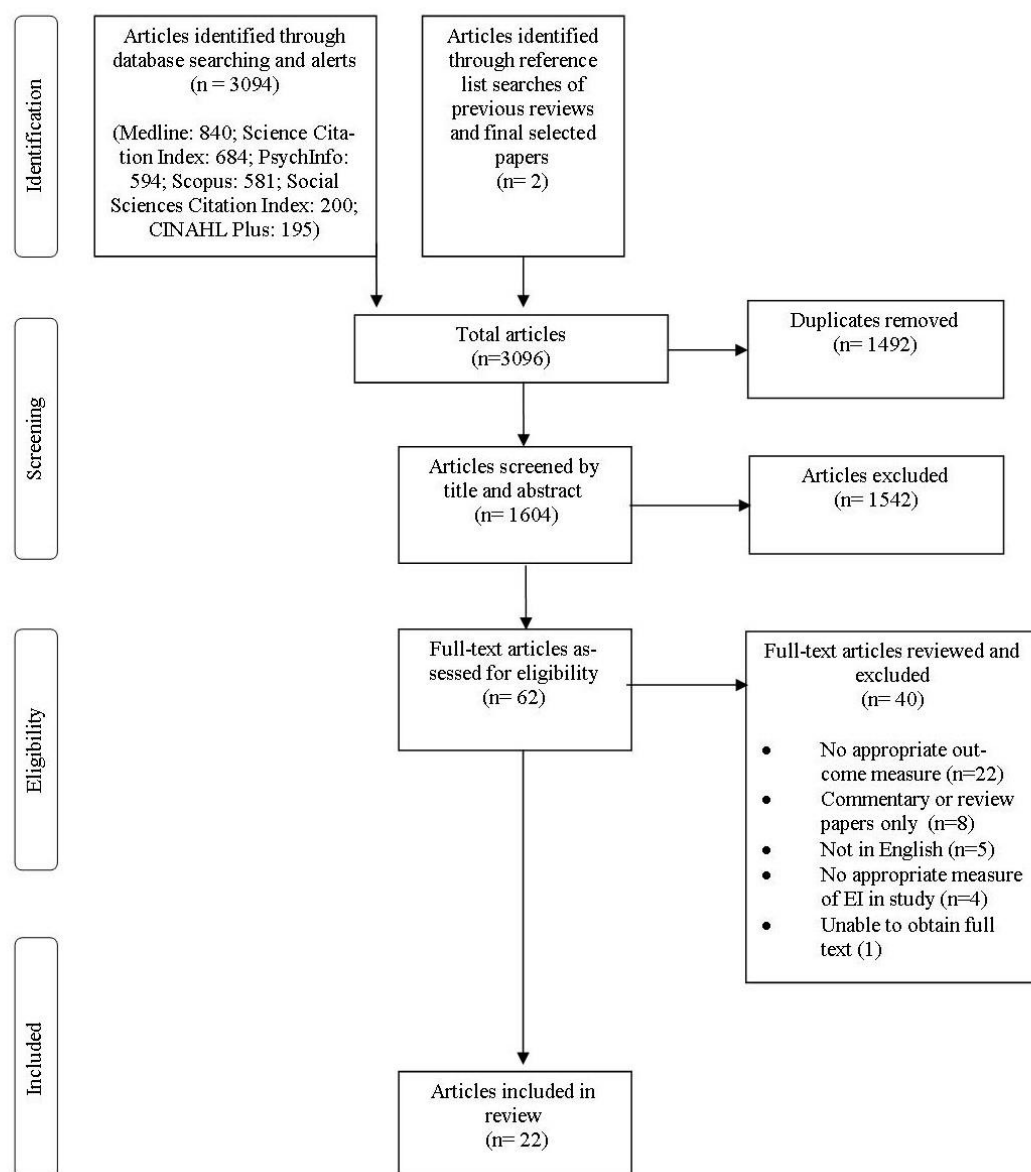 Identification
Articles identified through
database searching and alerts
(n = 3094)
(Medline: 840; Science Cita-
tion Index: 684; PsychInfo:
594; Scopus: 581; Social
Sciences Citation Index: 200;
CINAHL Plus: 195)
Articles identified
through reference
list searches of
previous reviews
and final selected
papers
(n= 2)
Screening
Total articles
(n=3096)
Duplicates removed
(n= 1492)
Articles screened by
title and abstract
(n= 1604)
Articles excluded
(n= 1542)
Eligibility
Full-text articles as-
sessed for eligibility
(n= 62)
Full-text articles reviewed and
excluded
(n= 40)
• No appropriate out-
come measure (n=22)
• Commentary or review
papers only (n=8)
• Not in English (n=5)
• No appropriate measure
of EI in study (n=4)
• Unable to obtain full
text (1)
Included
Articles included in
review
(n= 22)